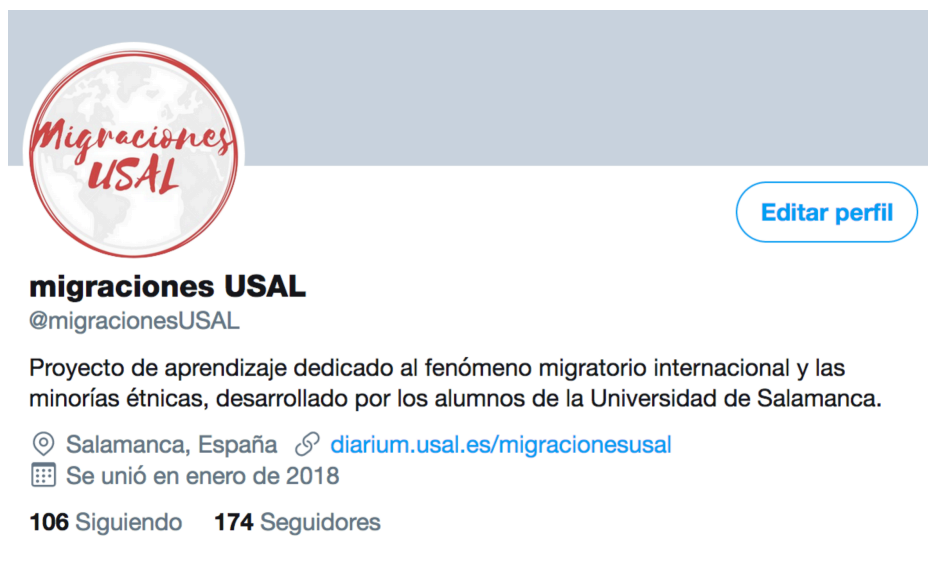 Migraciones
USAL
Editar perfil
migraciones USAL
@migracionesUSAL
Proyecto de aprendizaje dedicado al fenómeno migratorio internacional y las
minorías étnicas, desarrollado por los alumnos de la Universidad de Salamanca.
Salamanca, España diarium.usal.es/migracionesusal
Se unió en enero de 2018
106 Siguiendo 174 Seguidores